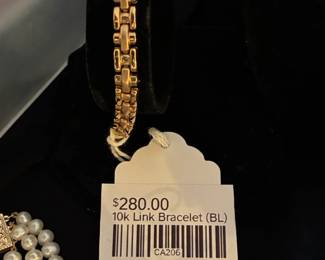 $280.00
10k Link Bracelet (BL)
CA206